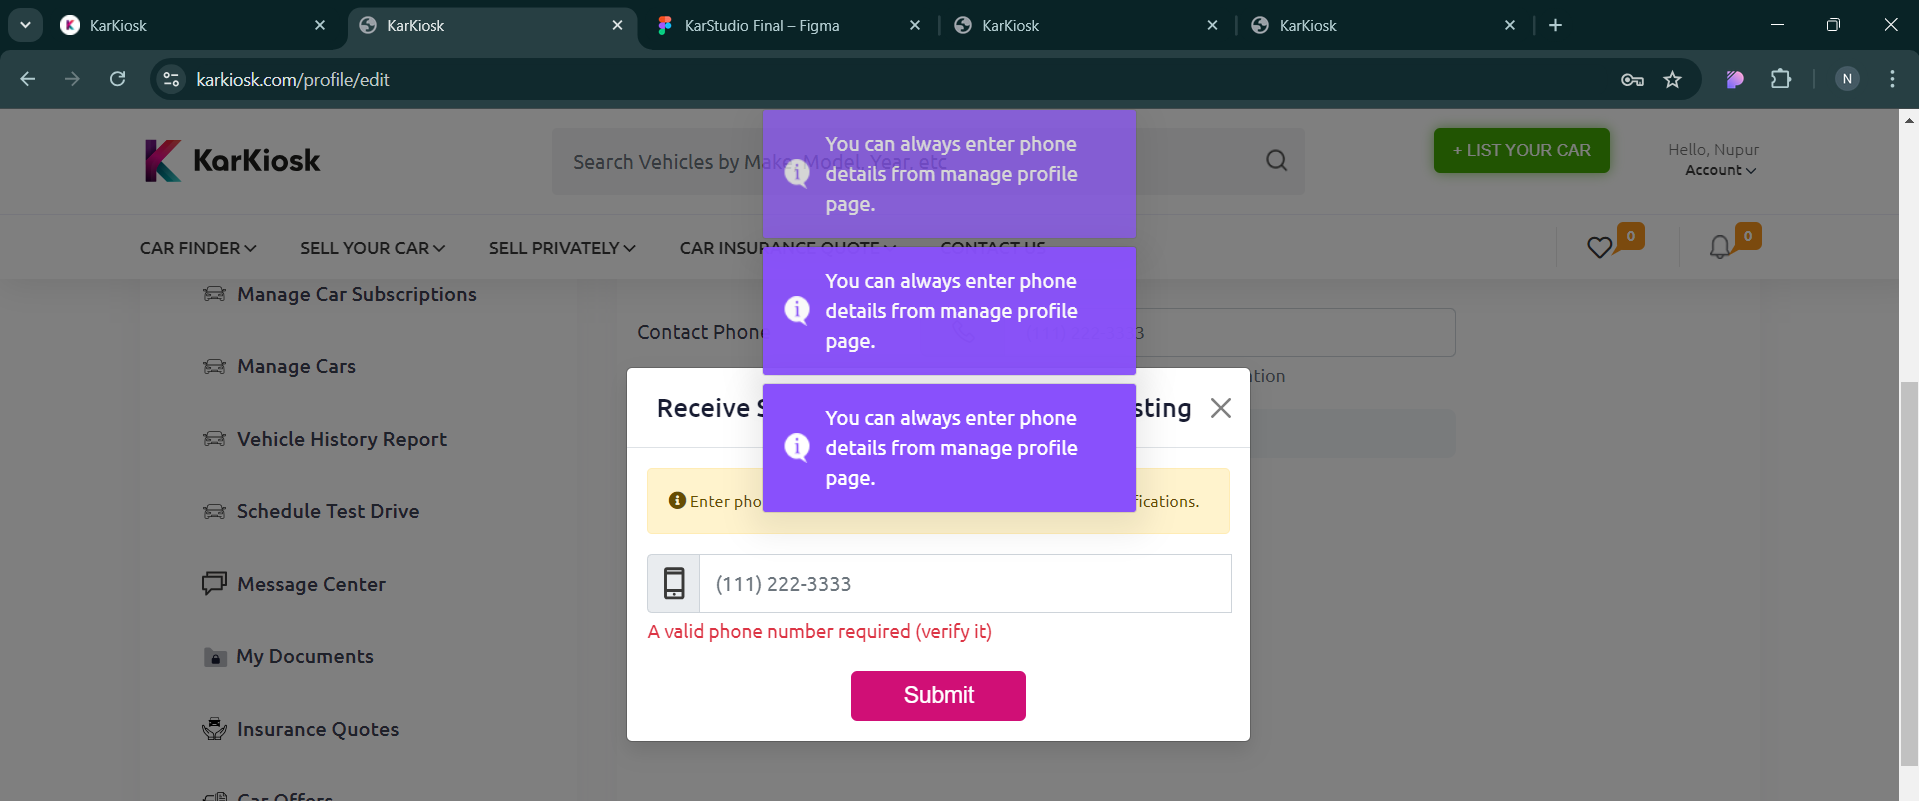 KarKiosk
KarKiosk
KarStudio Final – Figma
KarKiosk
KarKiosk
karkiosk.com/profile/edit
N
KarKiosk
Search Vehicles by Make, Model, Year, etc
+ LIST YOUR CAR
Hello, Nupur
Account
You can always enter phone
details from manage profile
page.
CAR FINDER
SELL YOUR CAR
SELL PRIVATELY
CAR INSURANCE QUOTE
CONTACT US
0
0
You can always enter phone
details from manage profile
page.
Manage Car Subscriptions
Contact Phone
Manage Cars
Receive
sting
You can always enter phone
details from manage profile
page.
Vehicle History Report
Enter pho
fications.
Schedule Test Drive
Message Center
(111) 222-3333
A valid phone number required (verify it)
My Documents
Submit
Insurance Quotes
Car Offers